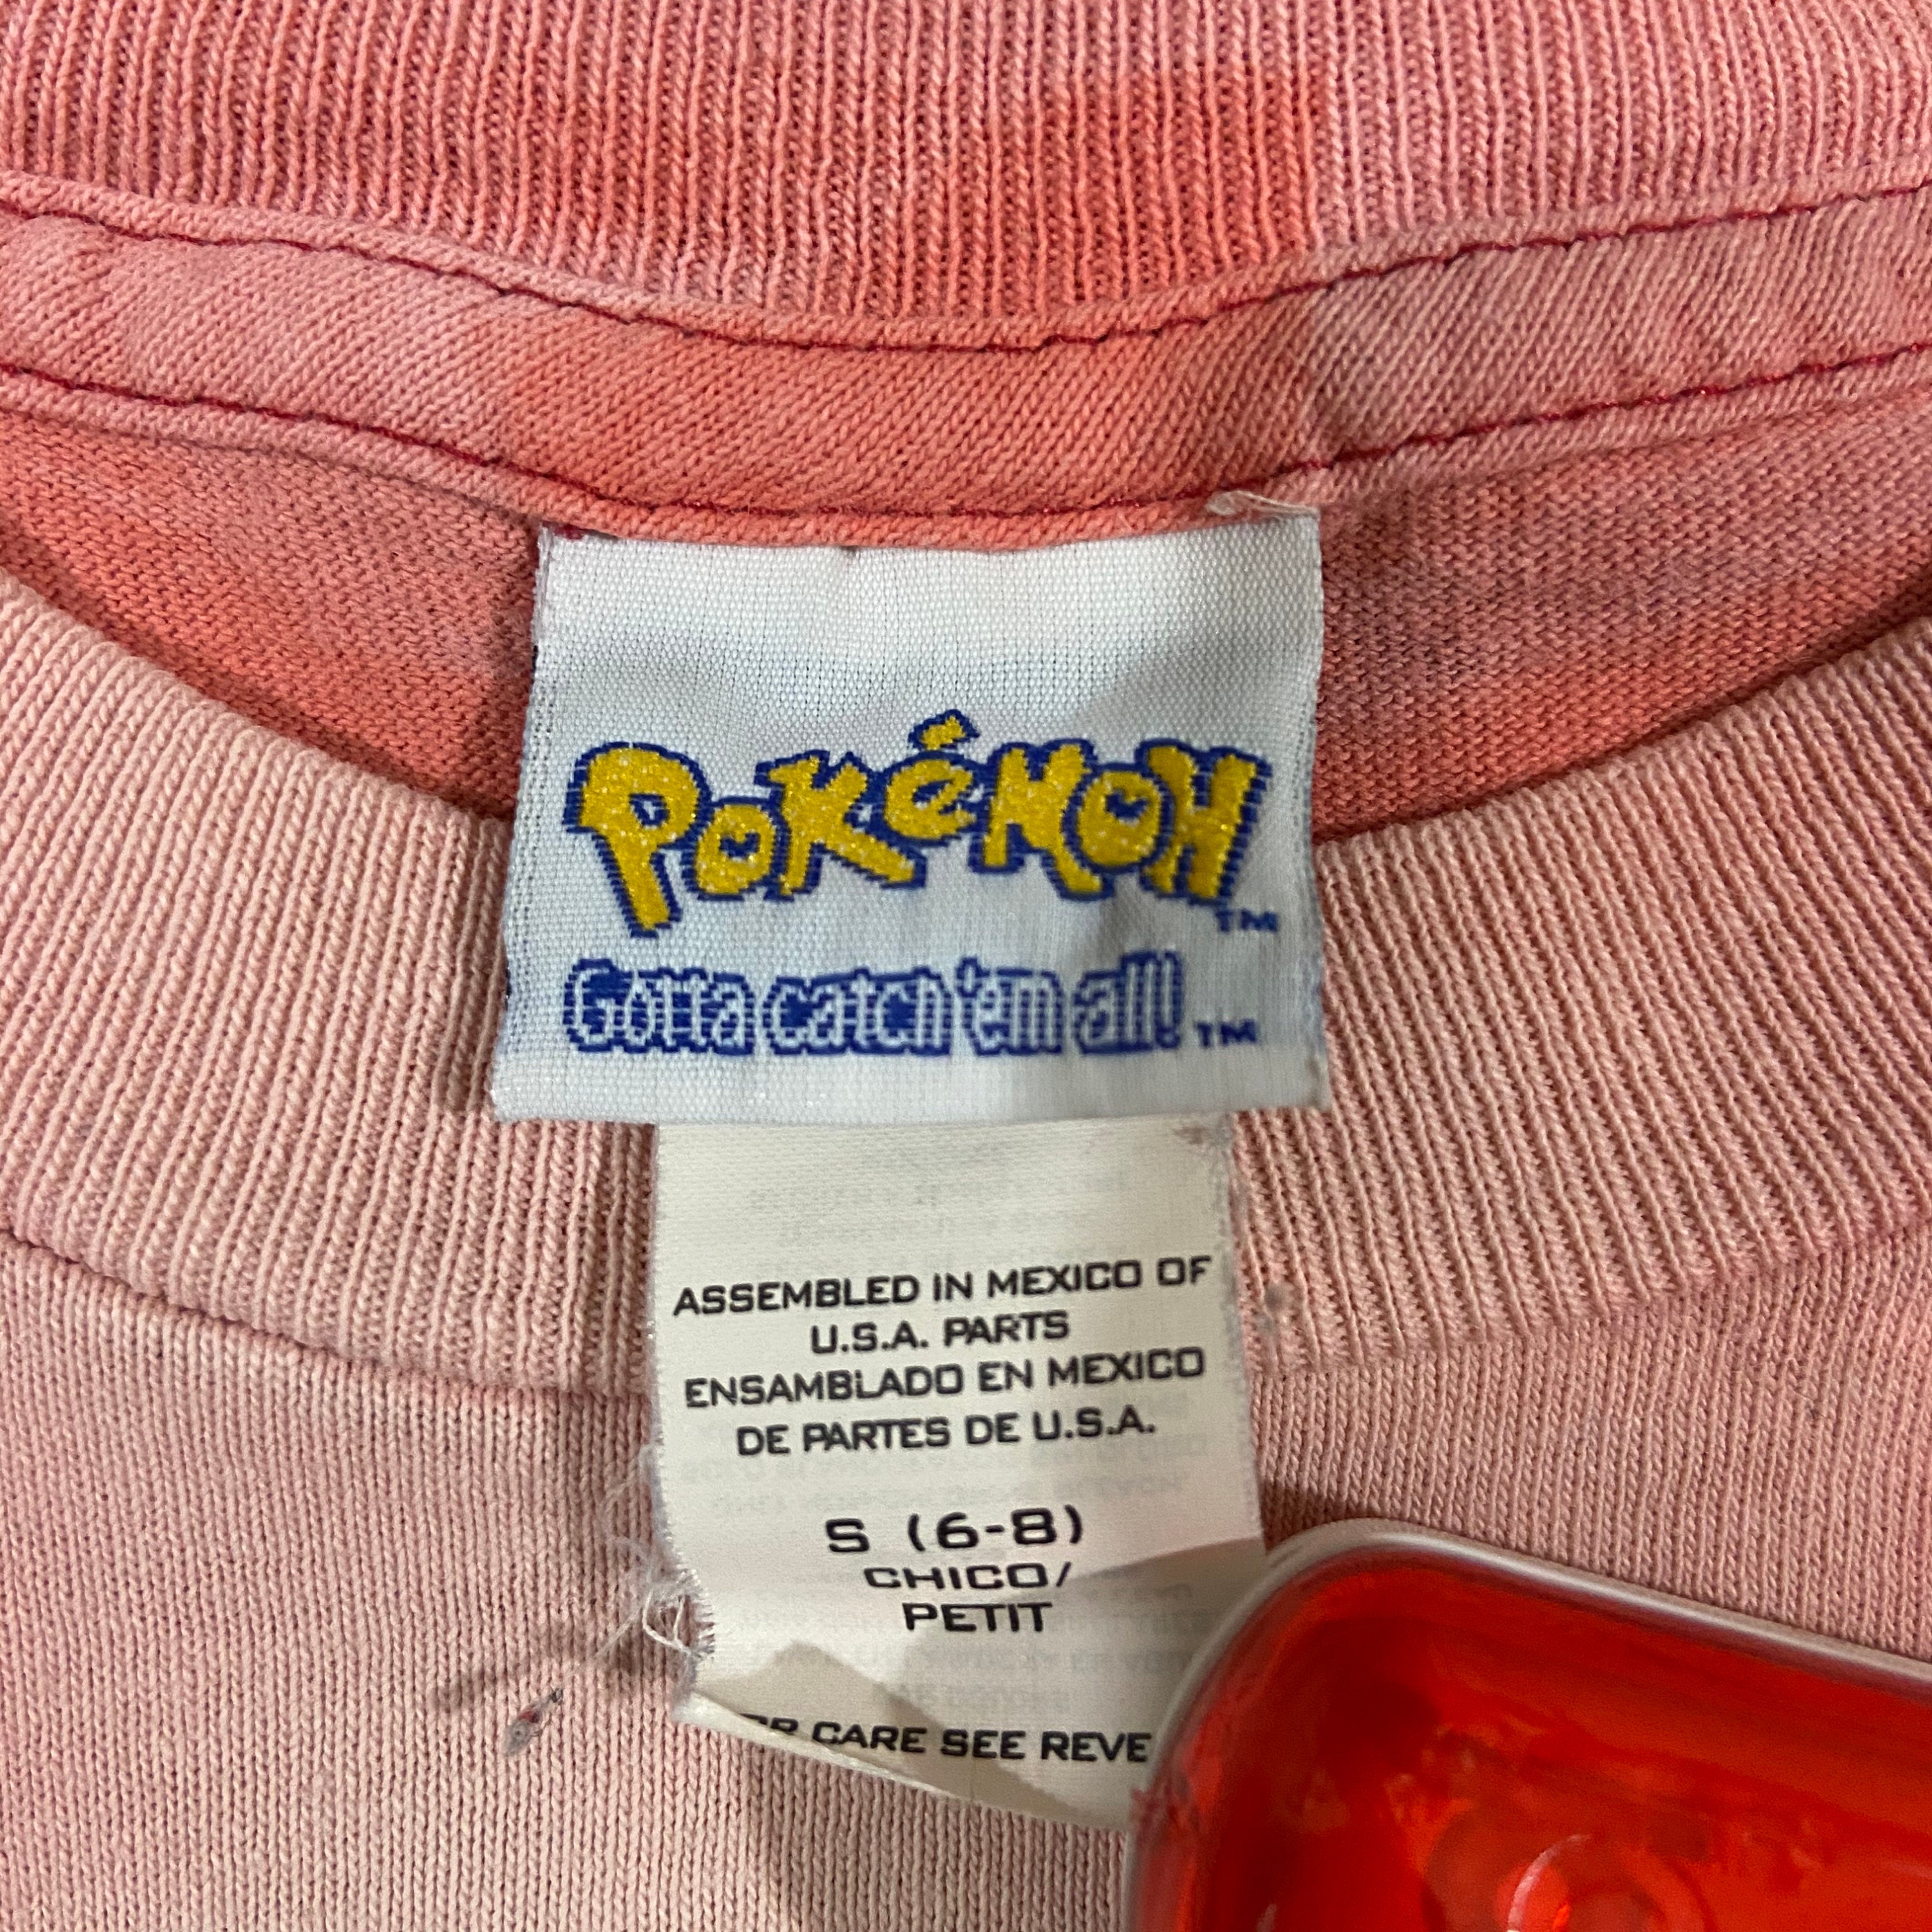 POKéMON TM
Gotta catch 'em all! TM
ASSEMBLED IN MEXICO OF
U.S.A. PARTS
ENSAMBLADO EN MEXICO
DE PARTES DE U.S.A.
S (6-8)
CHICO/
PETIT
CARE SEE